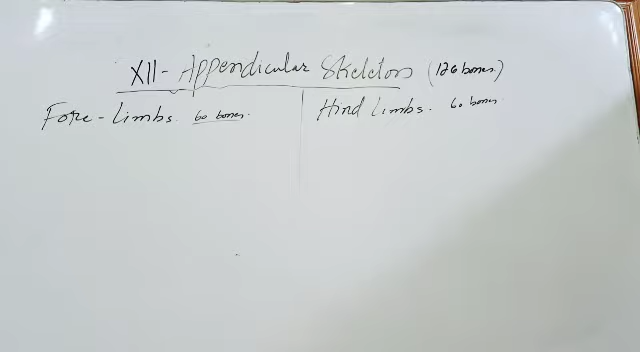 XII - Appendicular Skeleton (126 bones)
Fore - Limbs. 60 bones.
Hind Limbs. 60 bones.